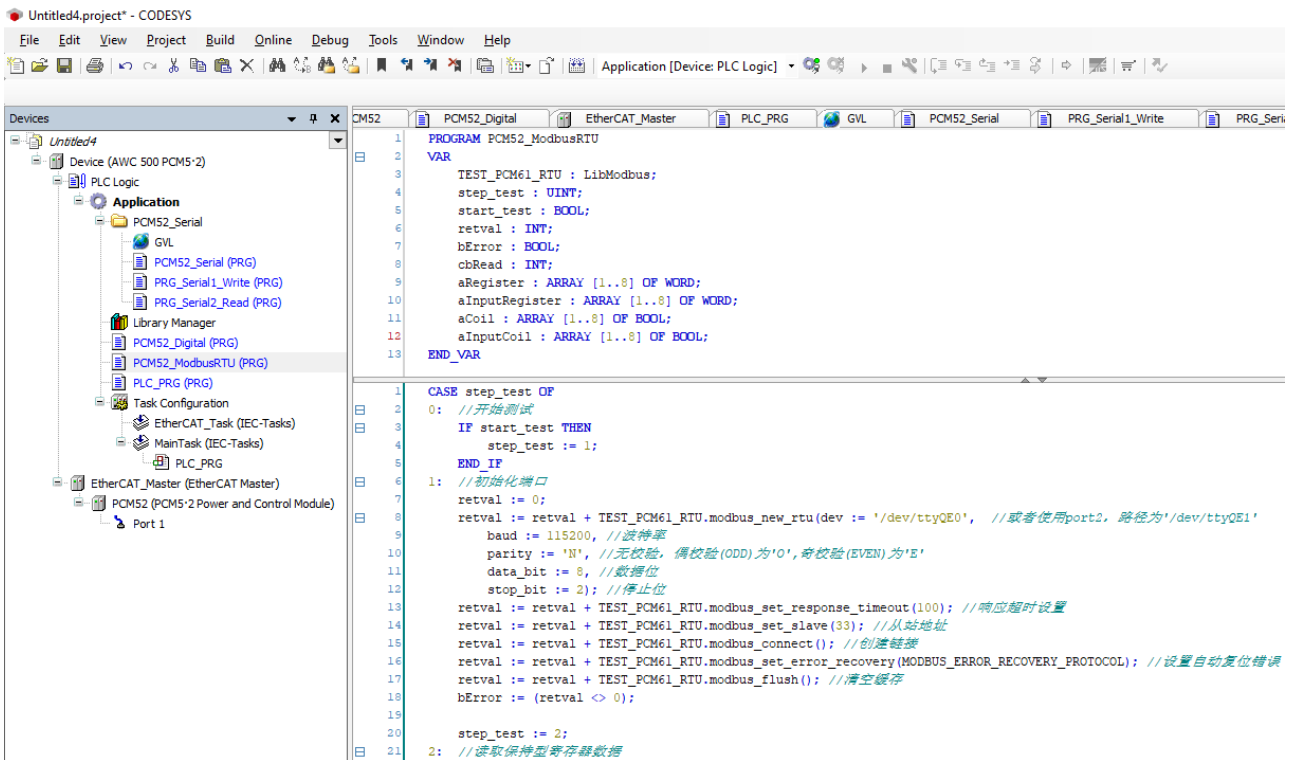 Untitled4.project* - CODESYS
File Edit View Project Build Online Debug Tools Window Help
Application [Device: PLC Logic]
Devices
Untitled4
Device (AWC 500 PCM5·2)
PLC Logic
Application
PCM52_Serial
GVL
PCM52_Serial (PRG)
PRG_Serial1_Write (PRG)
PRG_Serial2_Read (PRG)
Library Manager
PCM52_Digital (PRG)
PCM52_ModbusRTU (PRG)
PLC_PRG (PRG)
Task Configuration
EtherCAT_Task (IEC-Tasks)
MainTask (IEC-Tasks)
PLC_PRG
EtherCAT_Master (EtherCAT Master)
PCM52 (PCM5·2 Power and Control Module)
Port 1
CM52 PCM52_Digital EtherCAT_Master PLC_PRG GVL PCM52_Serial PRG_Serial1_Write PRG_Seri
1 PROGRAM PCM52_ModbusRTU
2 VAR
3 TEST_PCM61_RTU : LibModbus;
4 step_test : UINT;
5 start_test : BOOL;
6 retval : INT;
7 bError : BOOL;
8 cbRead : INT;
9 aRegister : ARRAY [1..8] OF WORD;
10 aInputRegister : ARRAY [1..8] OF WORD;
11 aCoil : ARRAY [1..8] OF BOOL;
12 aInputCoil : ARRAY [1..8] OF BOOL;
13 END_VAR
1 CASE step_test OF
2 0: //开始测试
3 IF start_test THEN
4 step_test := 1;
5 END_IF
6 1: //初始化端口
7 retval := 0;
8 retval := retval + TEST_PCM61_RTU.modbus_new_rtu(dev := '/dev/ttyQE0', //或者使用port2，路径为'/dev/ttyQE1'
9 baud := 115200, //波特率
10 parity := 'N', //无校验，偶校验(ODD)为'O',奇校验(EVEN)为'E'
11 data_bit := 8, //数据位
12 stop_bit := 2); //停止位
13 retval := retval + TEST_PCM61_RTU.modbus_set_response_timeout(100); //响应超时设置
14 retval := retval + TEST_PCM61_RTU.modbus_set_slave(33); //从站地址
15 retval := retval + TEST_PCM61_RTU.modbus_connect(); //创建链接
16 retval := retval + TEST_PCM61_RTU.modbus_set_error_recovery(MODBUS_ERROR_RECOVERY_PROTOCOL); //设置自动复位错误
17 retval := retval + TEST_PCM61_RTU.modbus_flush(); //清空缓存
18 bError := (retval <> 0);
19
20 step_test := 2;
21 2: //读取保持型寄存器数据